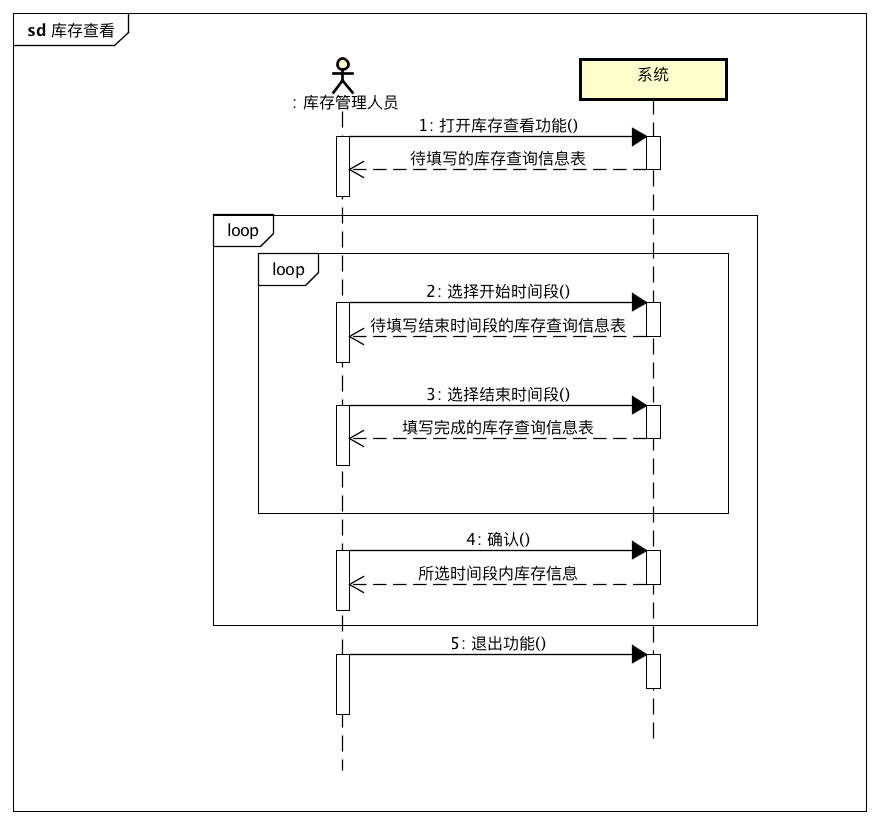 sd 库存查看
系统
: 库存管理人员
1: 打开库存查看功能()
待填写的库存查询信息表
loop
loop
2: 选择开始时间段()
待填写结束时间段的库存查询信息表
3: 选择结束时间段()
填写完成的库存查询信息表
4: 确认()
所选时间段内库存信息
5: 退出功能()